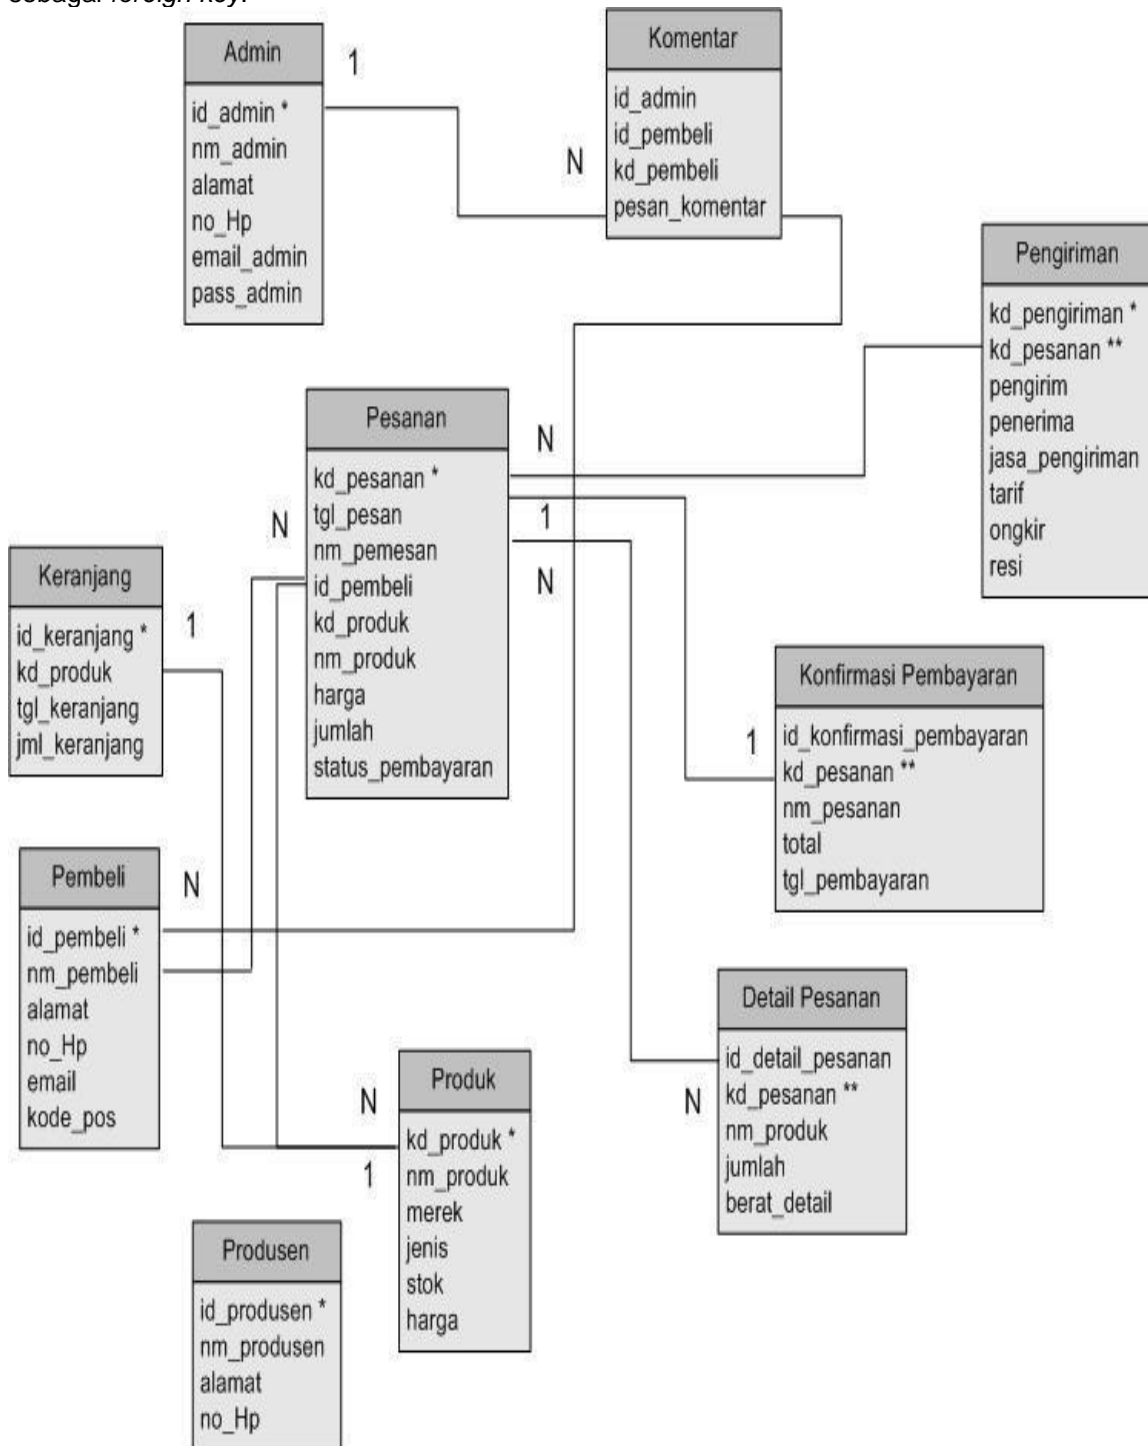 sebagai foreign key.
Admin
id_admin *
nm_admin
alamat
no_Hp
email_admin
pass_admin
1
Komentar
id_admin
id_pembeli
kd_pembeli
pesan_komentar
N
Pengiriman
kd_pengiriman *
kd_pesanan **
pengirim
penerima
jasa_pengiriman
tarif
ongkir
resi
Pesanan
kd_pesanan *
tgl_pesan
nm_pemesan
id_pembeli
kd_produk
nm_produk
harga
jumlah
status_pembayaran
N
1
N
N
Keranjang
id_keranjang *
kd_produk
tgl_keranjang
jml_keranjang
1
Konfirmasi Pembayaran
id_konfirmasi_pembayaran
kd_pesanan **
nm_pesanan
total
tgl_pembayaran
1
Pembeli
id_pembeli *
nm_pembeli
alamat
no_Hp
email
kode_pos
N
Detail Pesanan
id_detail_pesanan
kd_pesanan **
nm_produk
jumlah
berat_detail
N
Produk
kd_produk *
nm_produk
merek
jenis
stok
harga
N
1
Produsen
id_produsen *
nm_produsen
alamat
no_Hp